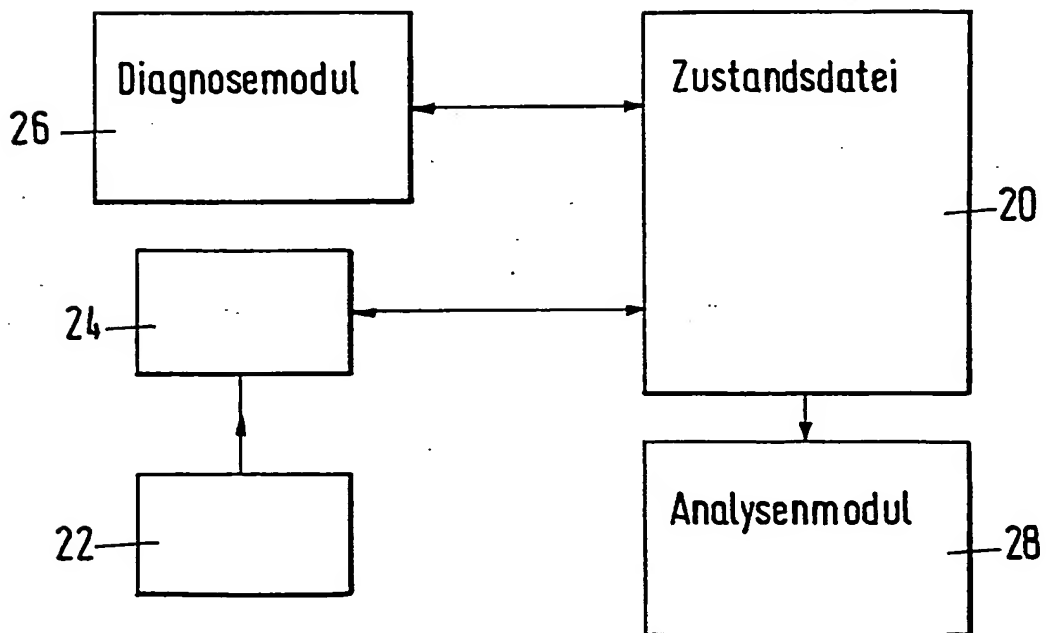 Diagnosemodul
26
Zustandsdatei
20
24
22
Analysenmodul
28